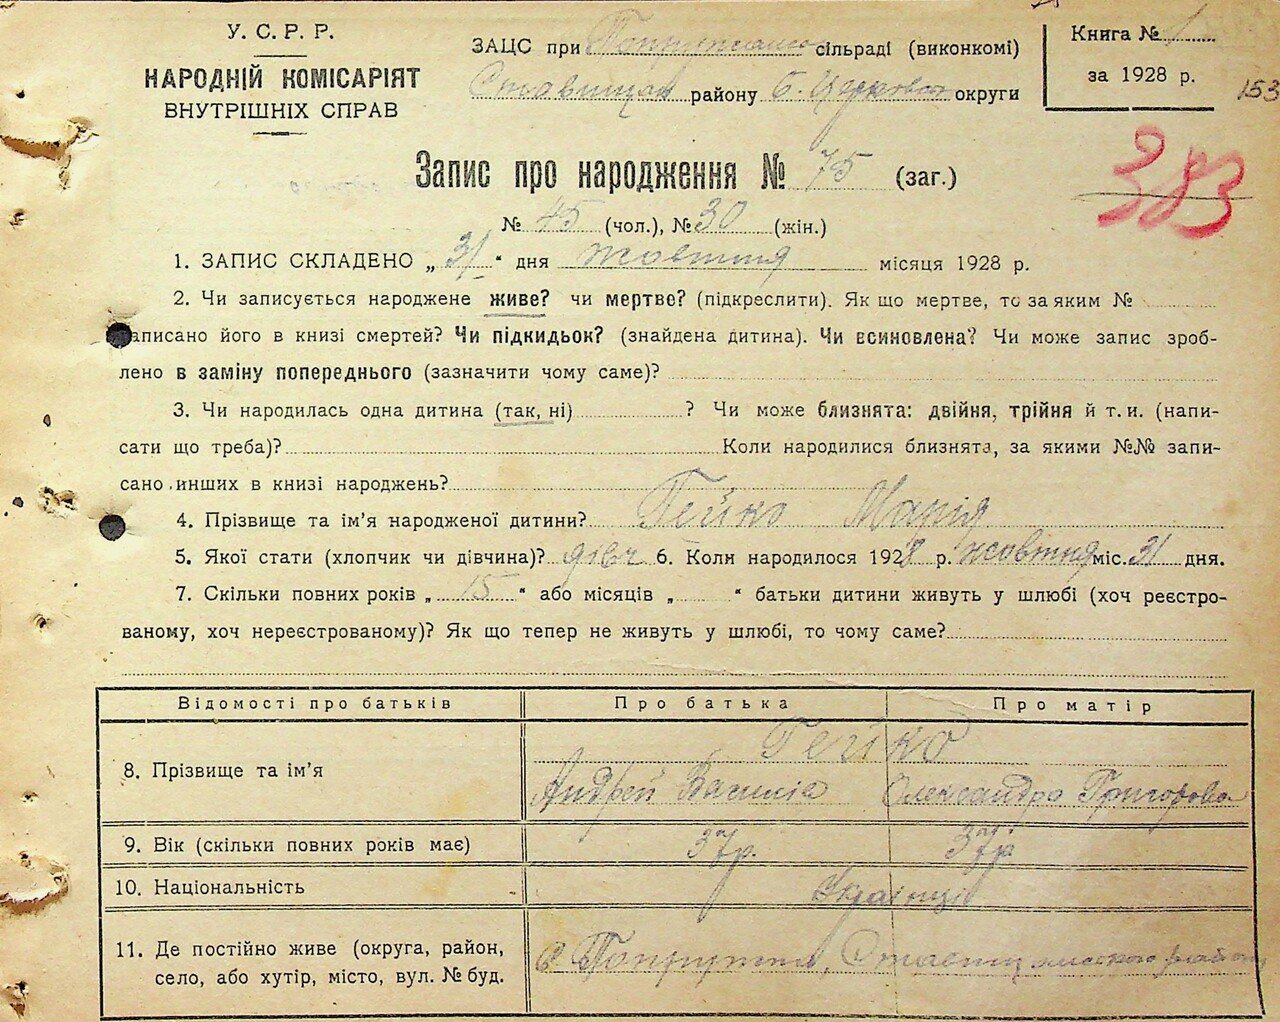 У. С. Р. Р.
НАРОДНІЙ КОМІСАРІЯТ
ВНУТРІШНІХ СПРАВ
ЗАЦС при сільраді (виконкомі)
району Б. Церковської округи
Книга № 1
за 1928 р.
153
383
Запис про народження № 75 (заг.)
№ 45 (чол.), № 30 (жін.)
1. ЗАПИС СКЛАДЕНО „ 31 “ дня жовтня місяця 1928 р.
2. Чи записується народжене живе? чи мертво? (підкреслити). Як що мертве, то за яким №
записано його в книзі смертей? Чи підкидьок? (знайдена дитина). Чи всиновлена? Чи може запис зроб-
лено в заміну попереднього (зазначити чому саме)?
3. Чи народилась одна дитина (так, ні) ? Чи може близнята: двійня, трійня й т. и. (напи-
сати що треба)? Коли народилися близнята, за якими №№ запи-
сано инших в книзі народжень?
4. Прізвище та ім’я народженої дитини? Гейко Марія
5. Якої стати (хлопчик чи дівчина)? дівч 6. Коли народилося 1928 р. жовтня міс. 31 дня.
7. Скільки повних років „ 15 “ або місяців „ “ батьки дитини живуть у шлюбі (хоч реєстро-
ваному, хоч нереєстрованому)? Як що тепер не живуть у шлюбі, то чому саме?
Відомості про батьків Про батька Про матір
Гейко
8. Прізвище та ім’я
Андрей Василів Олександра Григорова
9. Вік (скільки повних років має) 37 р. 37 р.
10. Національність Українці
11. Де постійно живе (округа, район,
село, або хутір, місто, вул. № буд.
с Попружна, району